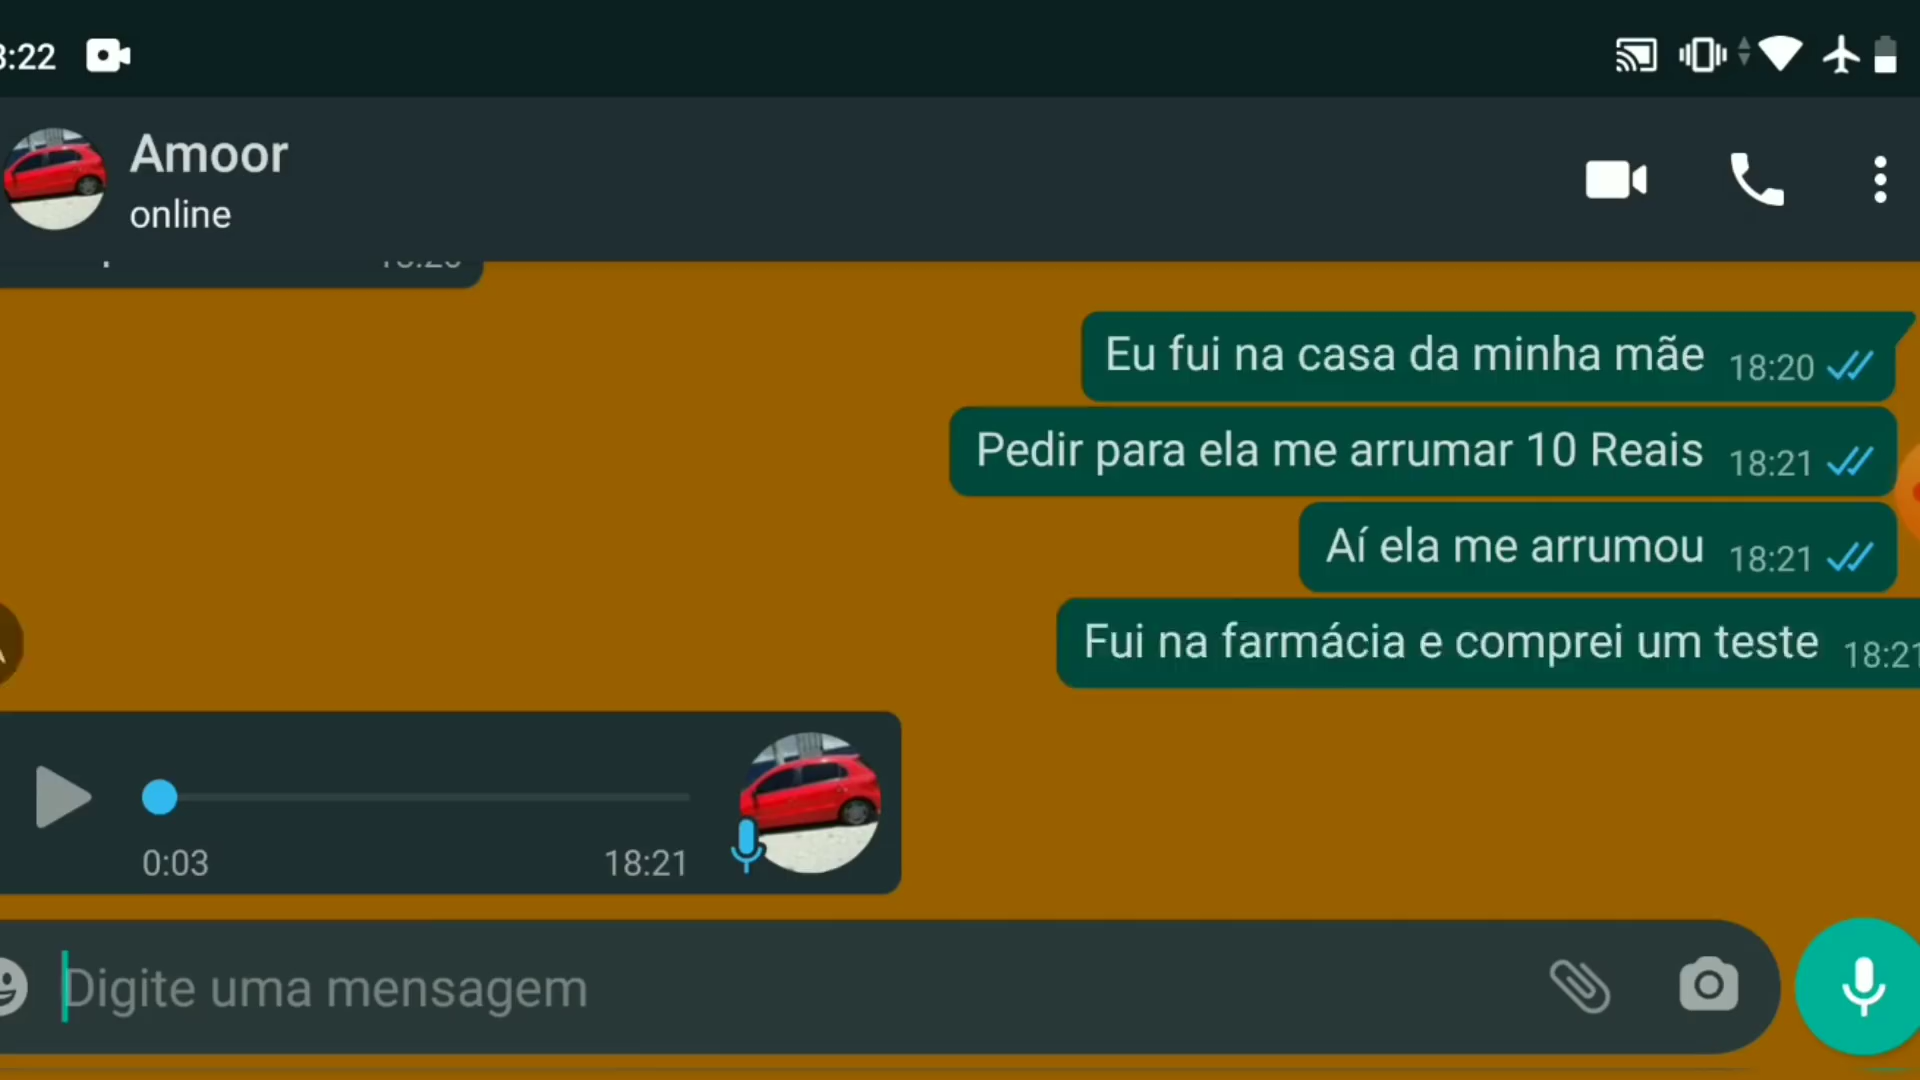 :22
Amoor
online
Eu fui na casa da minha mãe 18:20
Pedir para ela me arrumar 10 Reais 18:21
Aí ela me arrumou 18:21
Fui na farmácia e comprei um teste 18:21
0:03 18:21
Digite uma mensagem